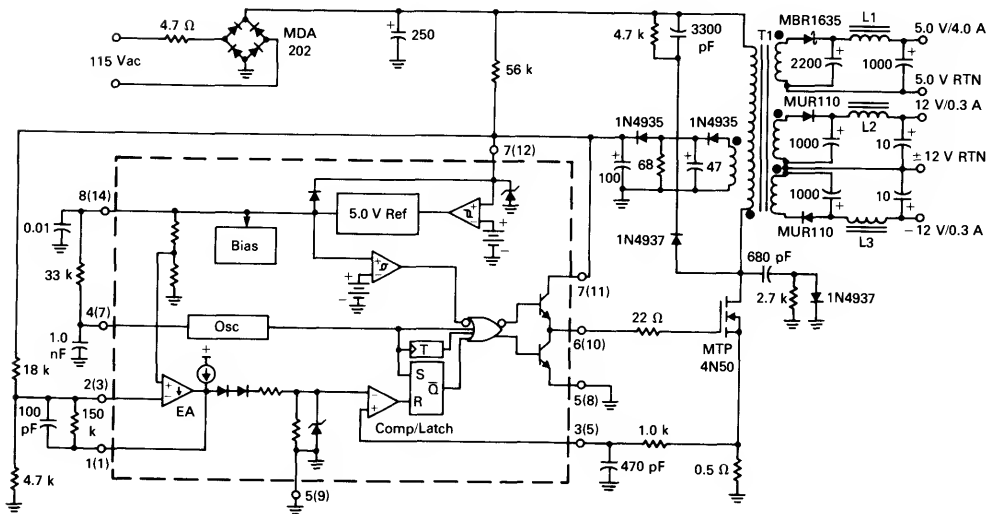 4.7 Ω
MDA
202
115 Vac
+
250
56 k
4.7 k
+
3300
pF
T1
MBR1635
L1
5.0 V/4.0 A
+
2200
+
1000
5.0 V RTN
MUR110
12 V/0.3 A
L2
+
1000
+
10
± 12 V RTN
1000
+
10
+
MUR110
L3
–12 V/0.3 A
1N4935
1N4935
+
100
68
+
47
1N4937
680 pF
2.7 k
1N4937
7(12)
8(14)
0.01
5.0 V Ref
Bias
+
–
+
–
33 k
+
–
+
–
7(11)
4(7)
Osc
1.0
nF
T
22 Ω
6(10)
MTP
4N50
18 k
2(3)
+
–
EA
+
S
Q
R
–
+
Comp/Latch
5(8)
100
pF
150
k
1(1)
3(5)
1.0 k
470 pF
0.5 Ω
4.7 k
5(9)